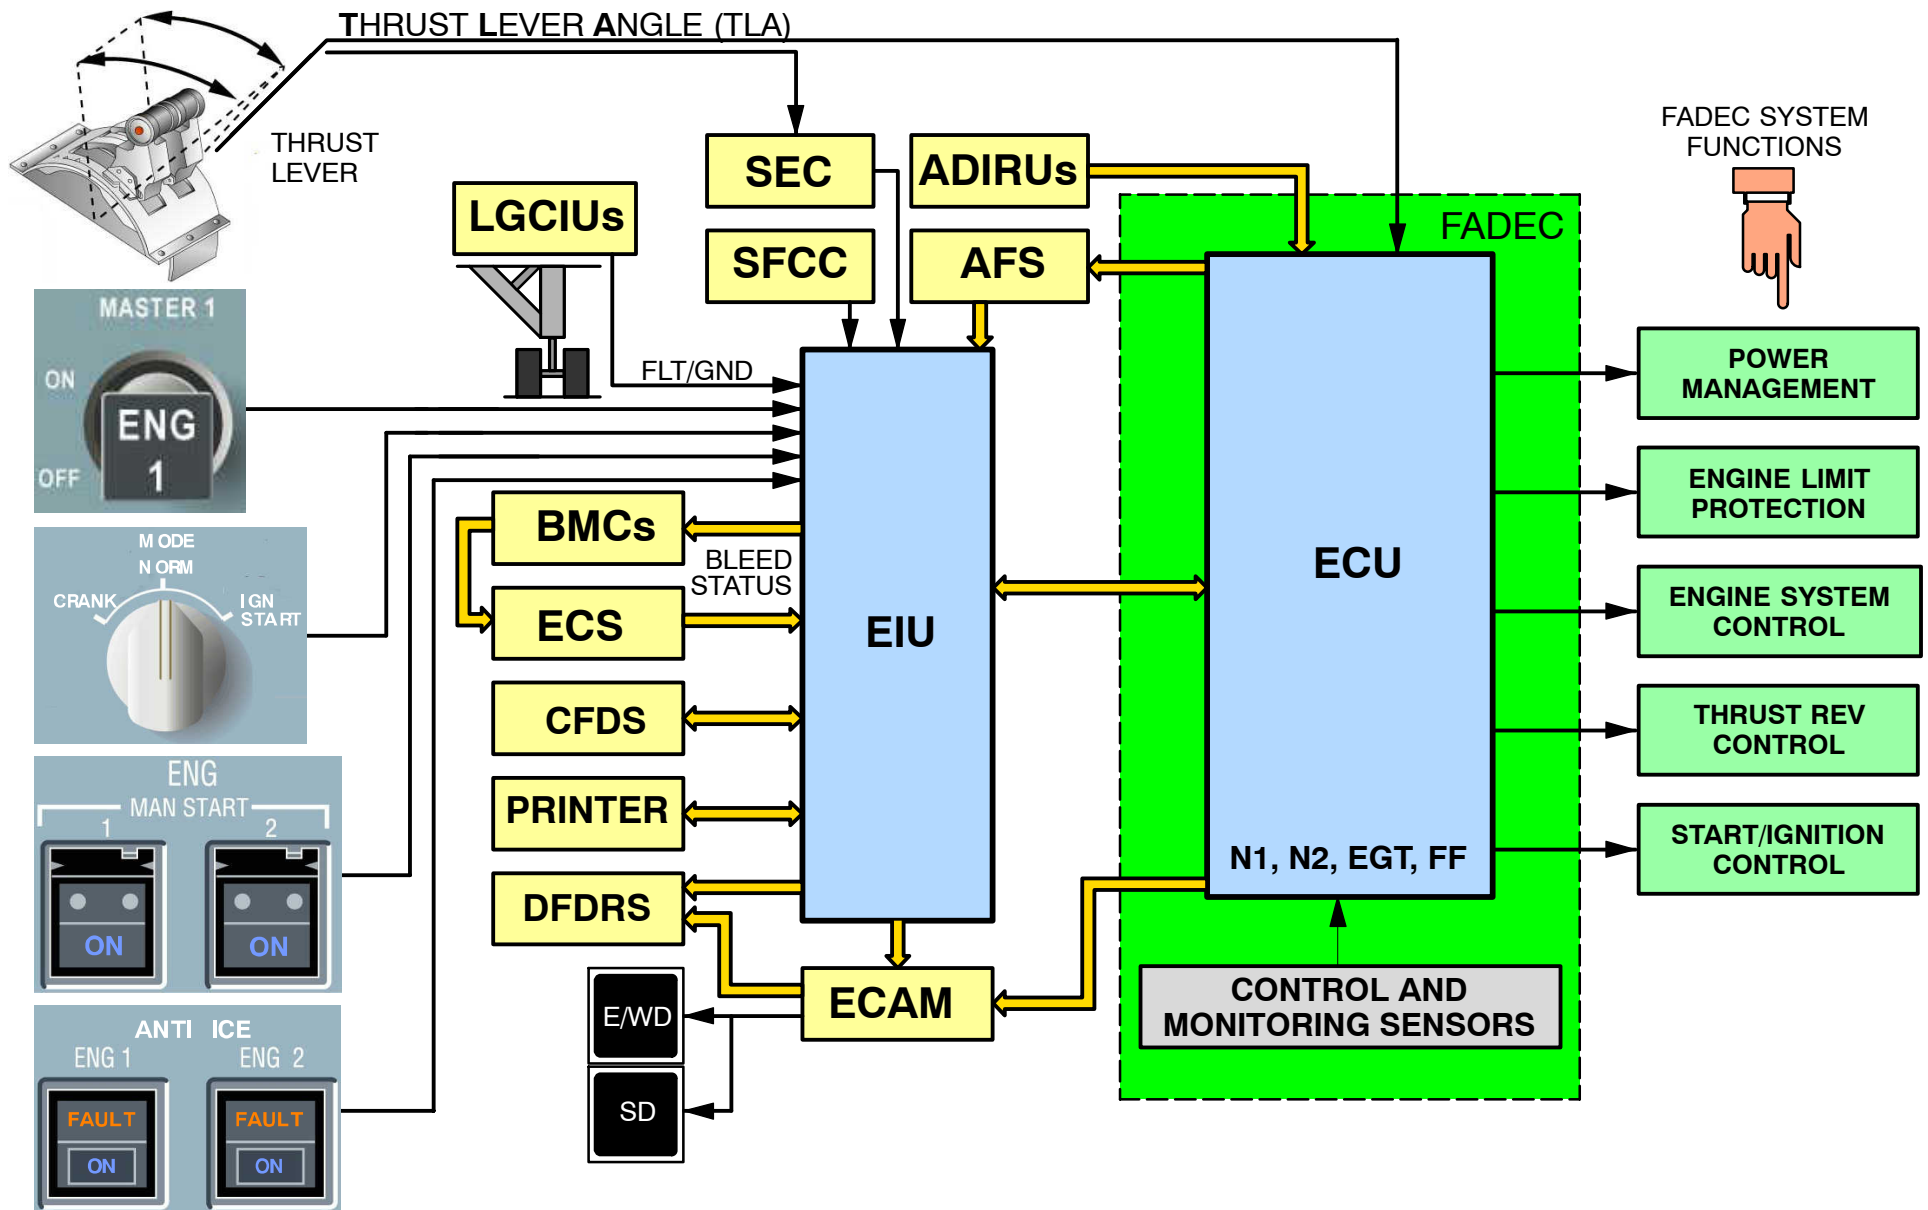 THRUST LEVER ANGLE (TLA)
THRUST
LEVER
FADEC SYSTEM
FUNCTIONS
SEC
ADIRUs
LGCIUs
SFCC
AFS
FADEC
MASTER 1
ON
ENG
1
OFF
FLT/GND
POWER
MANAGEMENT
ENGINE LIMIT
PROTECTION
BMCs
BLEED
STATUS
ECU
EIU
MODE
NORM
CRANK
IGN
START
ECS
ENGINE SYSTEM
CONTROL
CFDS
THRUST REV
CONTROL
ENG
MAN START
1 2
ON ON
PRINTER
N1, N2, EGT, FF
START/IGNITION
CONTROL
DFDRS
ECAM
E/WD
SD
CONTROL AND
MONITORING SENSORS
ANTI ICE
ENG 1 ENG 2
FAULT FAULT
ON ON